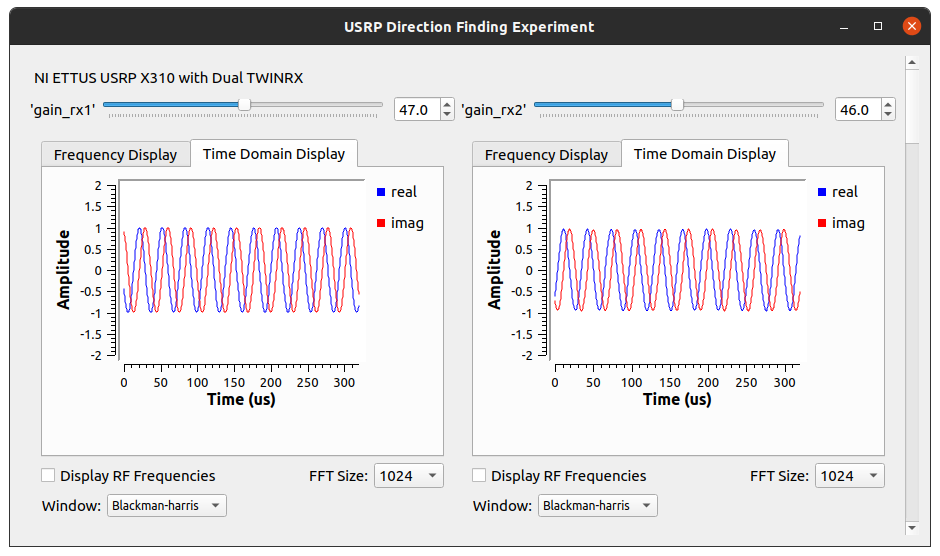 USRP Direction Finding Experiment
NI ETTUS USRP X310 with Dual TWINRX
'gain_rx1' 47.0 'gain_rx2' 46.0
Frequency Display Time Domain Display Frequency Display Time Domain Display
2 real 2 real
1.5 1.5
1 imag 1 imag
0.5 0.5
0 0
-0.5 -0.5
-1 -1
-1.5 -1.5
-2 -2
Amplitude Amplitude
0 50 100 150 200 250 300 0 50 100 150 200 250 300
Time (us) Time (us)
Display RF Frequencies FFT Size: 1024 Display RF Frequencies FFT Size: 1024
Window: Blackman-harris Window: Blackman-harris